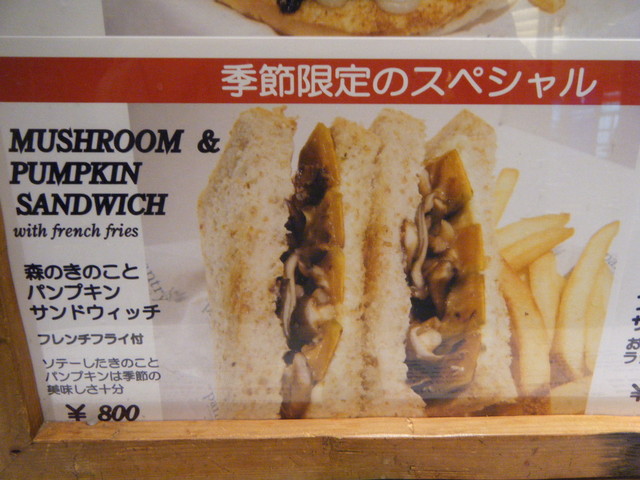 季節限定のスペシャル
MUSHROOM &
PUMPKIN
SANDWICH
with french fries
森のきのこと
パンプキン
サンドウィッチ
フレンチフライ付
ソテーしたきのこと
パンプキンは季節の
美味しさ十分
¥ 800